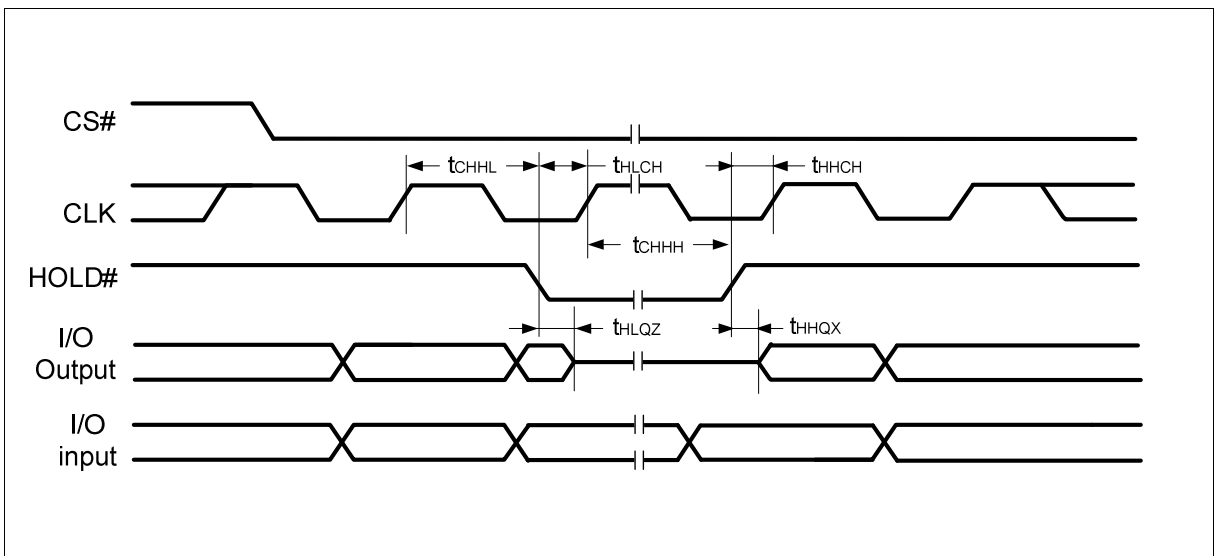 CS#
tCHHL
tHLCH
tHHCH
CLK
tCHHH
HOLD#
tHLQZ
tHHQX
I/O
Output
I/O
input